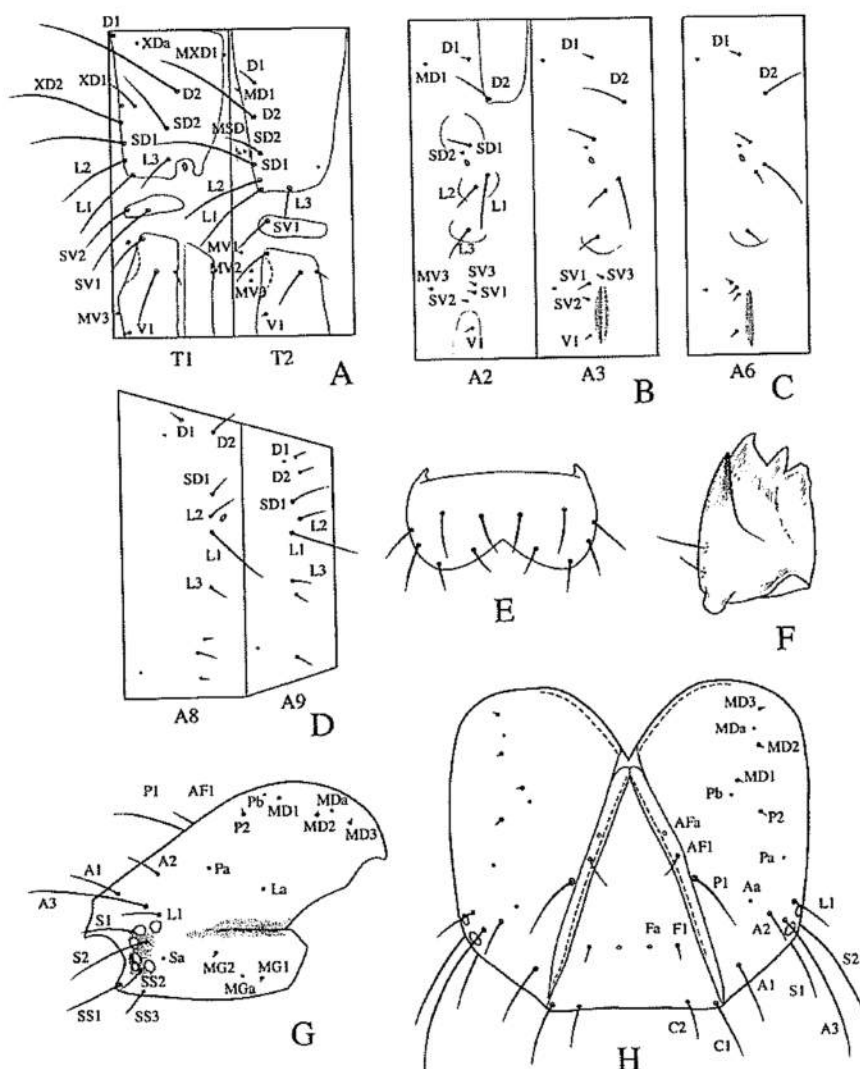 D1
XDa
MXD1
D1
XD2
XD1
D2
MD1
D2
SD2
MSD
SD2
SD1
SD1
L2
L3
L2
L1
L1
L3
SV2
SV1
SV1
MV1
MV2
MV3
MV3
V1
V1
T1
T2
A
D1
MD1
D2
D1
D2
SD2
SD1
L2
L1
L3
MV3
SV3
SV2
SV1
V1
SV1
SV3
SV2
V1
A2
A3
B
D1
D2
A6
C
D1
D2
SD1
L2
L1
L3
D1
D2
SD1
L2
L1
L3
A8
A9
D
E
F
P1
AF1
Pb
MD1
MDa
P2
MD2
MD3
A1
A2
Pa
A3
La
L1
S1
S2
Sa
MG2
MG1
MGa
SS2
SS1
SS3
G
MD3
MDa
MD2
MD1
Pb
P2
AFa
AF1
Pa
P1
Aa
L1
A2
Fa
F1
S2
A1
S1
A3
C2
C1
H